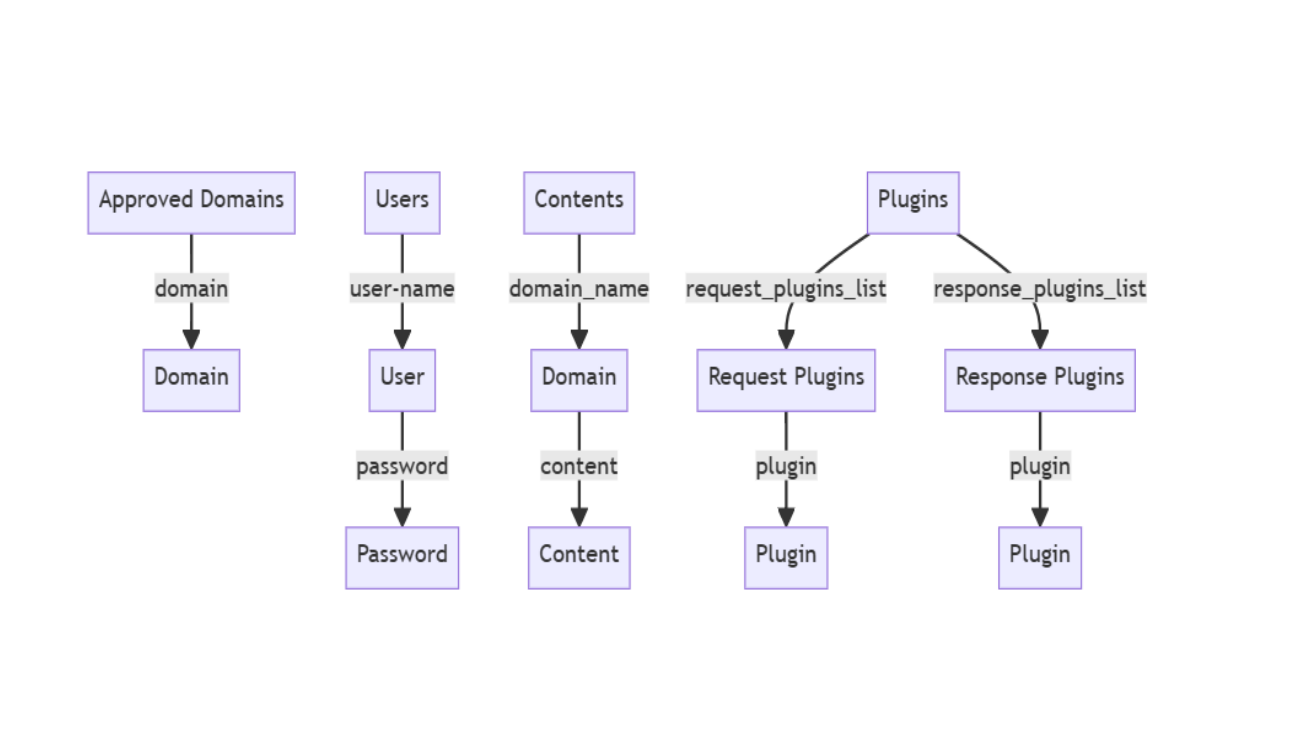 Approved Domains
Users
Contents
Plugins
domain
user-name
domain_name
request_plugins_list
response_plugins_list
Domain
User
Domain
Request Plugins
Response Plugins
password
content
plugin
plugin
Password
Content
Plugin
Plugin